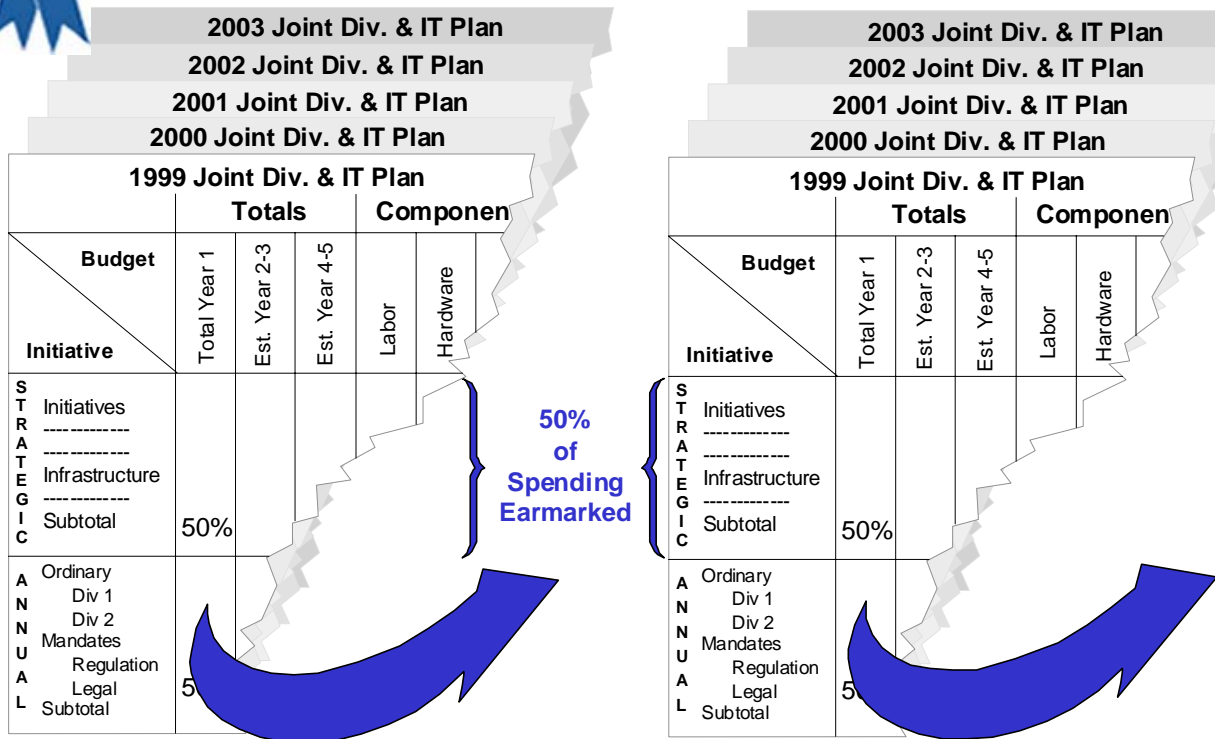 2003 Joint Div. & IT Plan
2002 Joint Div. & IT Plan
2001 Joint Div. & IT Plan
2000 Joint Div. & IT Plan
1999 Joint Div. & IT Plan
Totals
Componen
Budget
Initiative
Total Year 1
Est. Year 2-3
Est. Year 4-5
Labor
Hardware
STRATEGIC
Initiatives
--------------
--------------
Infrastructure
--------------
Subtotal
50%
ANNUAL
Ordinary
Div 1
Div 2
Mandates
Regulation
Legal
Subtotal
5
50%
of
Spending
Earmarked
2003 Joint Div. & IT Plan
2002 Joint Div. & IT Plan
2001 Joint Div. & IT Plan
2000 Joint Div. & IT Plan
1999 Joint Div. & IT Plan
Totals
Componen
Budget
Initiative
Total Year 1
Est. Year 2-3
Est. Year 4-5
Labor
Hardware
STRATEGIC
Initiatives
--------------
--------------
Infrastructure
--------------
Subtotal
50%
ANNUAL
Ordinary
Div 1
Div 2
Mandates
Regulation
Legal
Subtotal
5